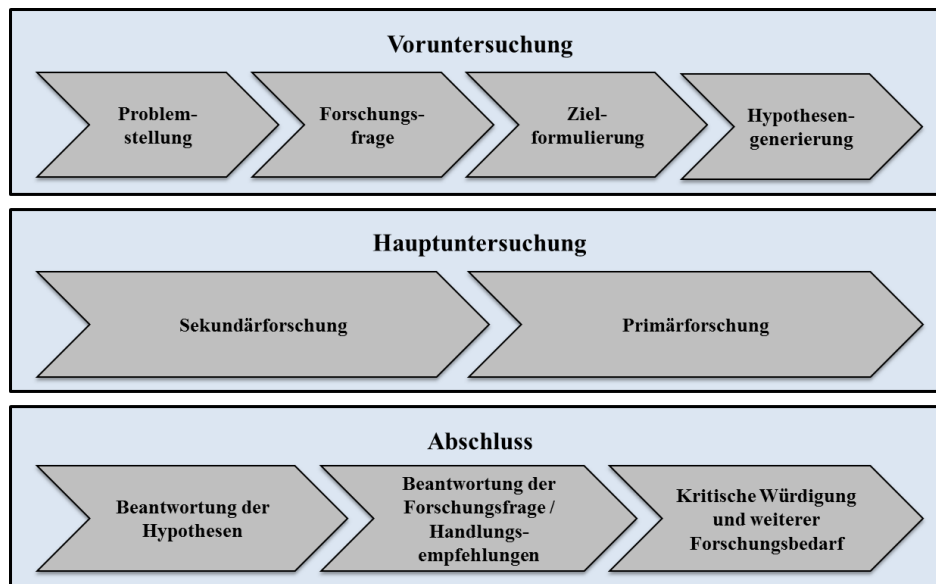 Voruntersuchung
Problem-
stellung
Forschungs-
frage
Ziel-
formulierung
Hypothesen-
generierung
Hauptuntersuchung
Sekundärforschung
Primärforschung
Abschluss
Beantwortung der
Hypothesen
Beantwortung der
Forschungsfrage /
Handlungs-
empfehlungen
Kritische Würdigung
und weiterer
Forschungsbedarf